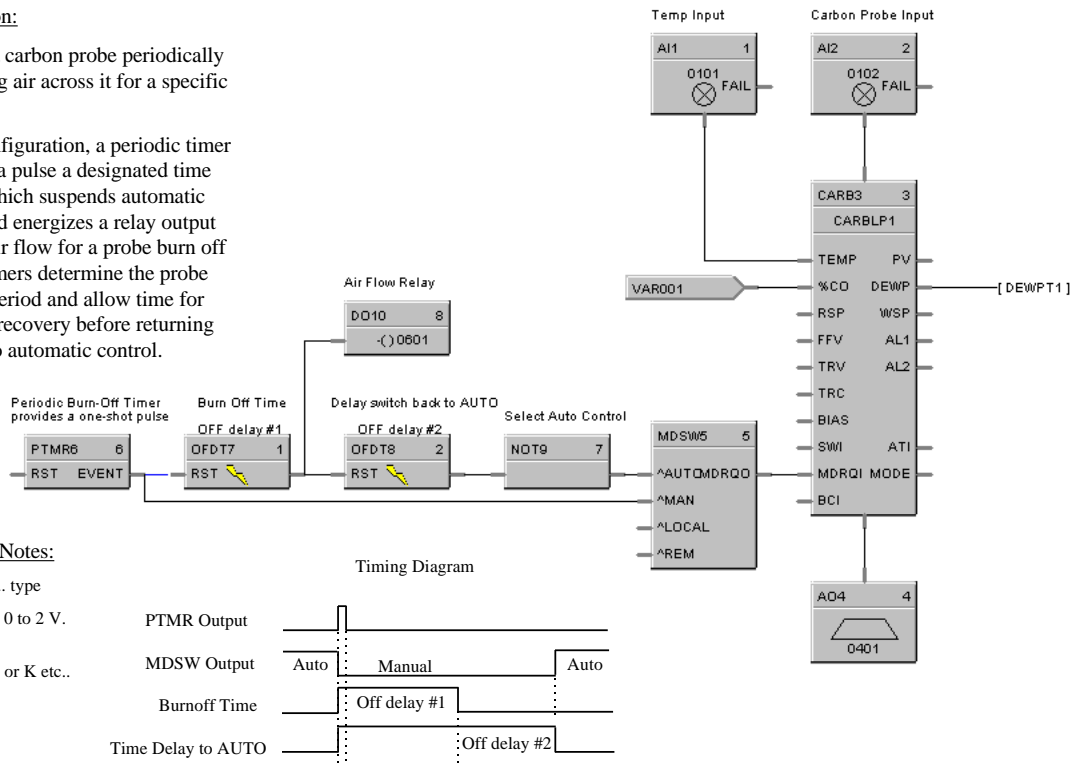 on:
carbon probe periodically
g air across it for a specific
nfiguration, a periodic timer
a pulse a designated time
hich suspends automatic
d energizes a relay output
ir flow for a probe burn off
mers determine the probe
eriod and allow time for
recovery before returning
o automatic control.
Temp Input
AI1 1
0101
FAIL
Carbon Probe Input
AI2 2
0102
FAIL
CARB3 3
CARBLP1
TEMP PV
%CO DEWP
RSP WSP
FFV AL1
TRV AL2
TRC
BIAS
SWI ATI
MDRQI MODE
BCI
VAR001
[ DEWPT1 ]
Air Flow Relay
DO10 8
-( ) 0601
Periodic Burn-Off Timer
provides a one-shot pulse
PTMR6 6
RST EVENT
Burn Off Time
OFF delay #1
OFDT7 1
RST
Delay switch back to AUTO
OFF delay #2
OFDT8 2
RST
Select Auto Control
NOT9 7
MDSW5 5
^AUTOMDRQO
^MAN
^LOCAL
^REM
AO4 4
0401
Notes:
.. type
0 to 2 V.
or K etc..
Timing Diagram
PTMR Output
MDSW Output Auto Manual Auto
Burnoff Time Off delay #1
Time Delay to AUTO Off delay #2